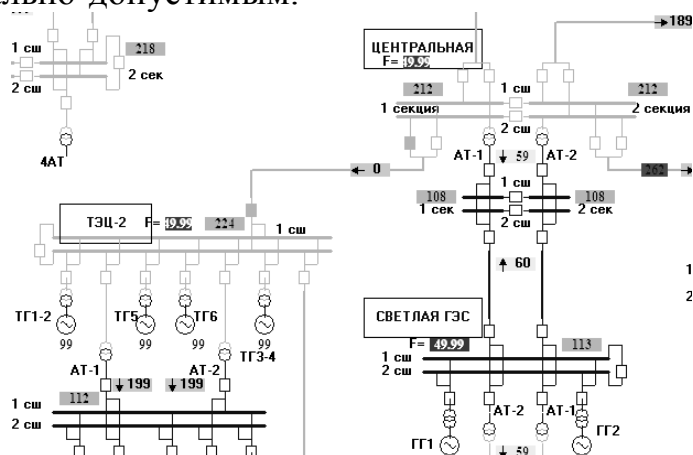 ально допустимым.
1 сш
218
2 сш
2 сек
4АТ
ЦЕНТРАЛЬНАЯ
F= 49.99
189
212
1 сш
212
1 секция
2 секция
2 сш
АТ-1
59
АТ-2
0
262
1 сш
108
108
1 сек
2 сек
2 сш
60
ТЭЦ-2
F= 49.99
224
1 сш
ТГ1-2
ТГ5
ТГ6
99
99
99
99
ТГ3-4
АТ-1
АТ-2
199
199
112
1 сш
2 сш
СВЕТЛАЯ ГЭС
F= 49.99
113
1 сш
2 сш
АТ-2
АТ-1
ГГ1
ГГ2
59
1
2